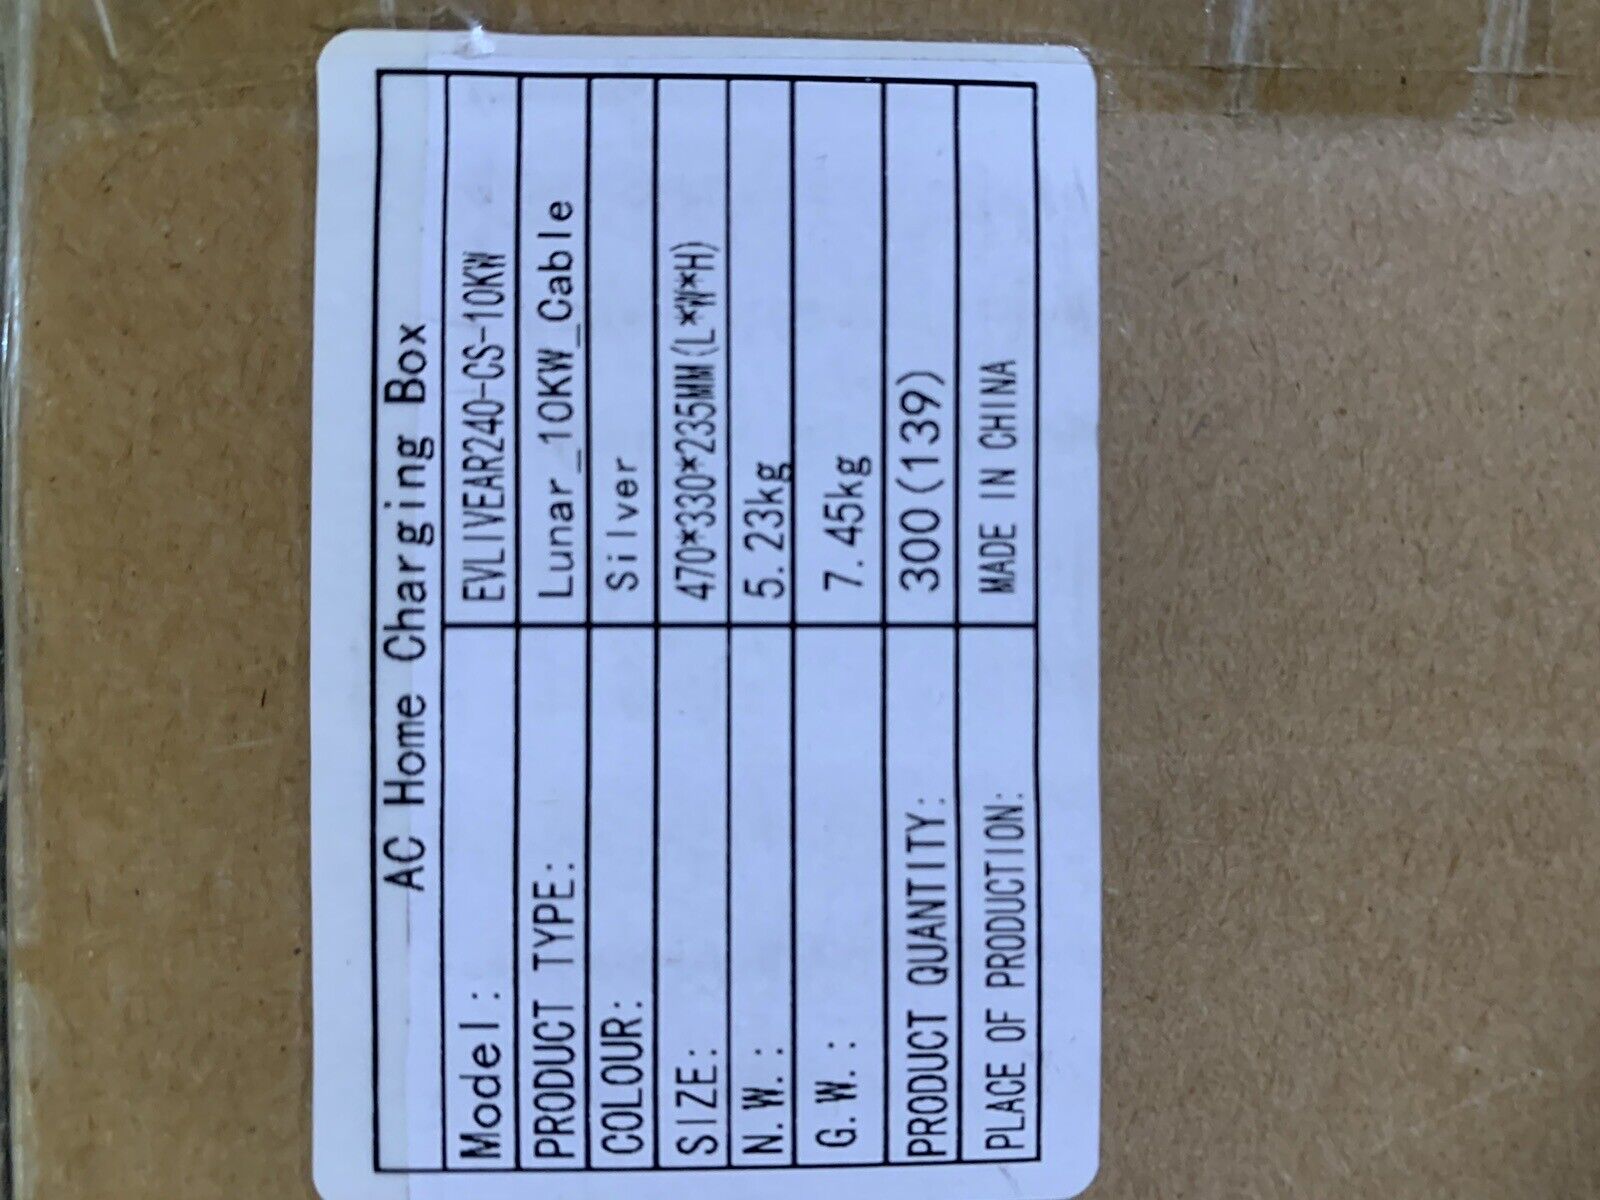 AC Home Charging Box
Model: EVLIVEAR240-CS-10KW
PRODUCT TYPE: Lunar_10KW_Cable
COLOUR: Silver
SIZE: 470*330*235MM(L*W*H)
N.W.: 5.23kg
G.W.: 7.45kg
PRODUCT QUANTITY: 300(139)
PLACE OF PRODUCTION: MADE IN CHINA